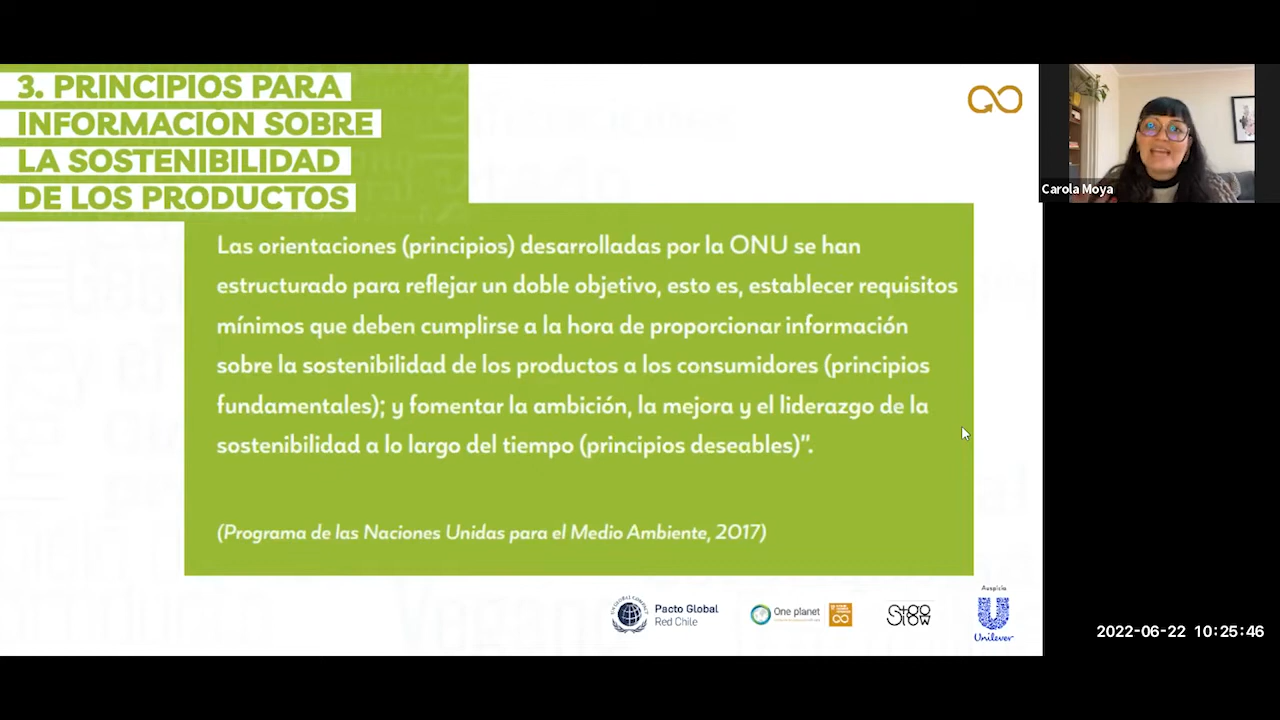 3. PRINCIPIOS PARA
INFORMACIÓN SOBRE
LA SOSTENIBILIDAD
DE LOS PRODUCTOS
Las orientaciones (principios) desarrolladas por la ONU se han
estructurado para reflejar un doble objetivo, esto es, establecer requisitos
mínimos que deben cumplirse a la hora de proporcionar información
sobre la sostenibilidad de los productos a los consumidores (principios
fundamentales); y fomentar la ambición, la mejora y el liderazgo de la
sostenibilidad a lo largo del tiempo (principios deseables)".
(Programa de las Naciones Unidas para el Medio Ambiente, 2017)
Carola Moya
Pacto Global
Red Chile
One planet
Stgo
Slow
Auspicia
Unilever
2022-06-22 10:25:46